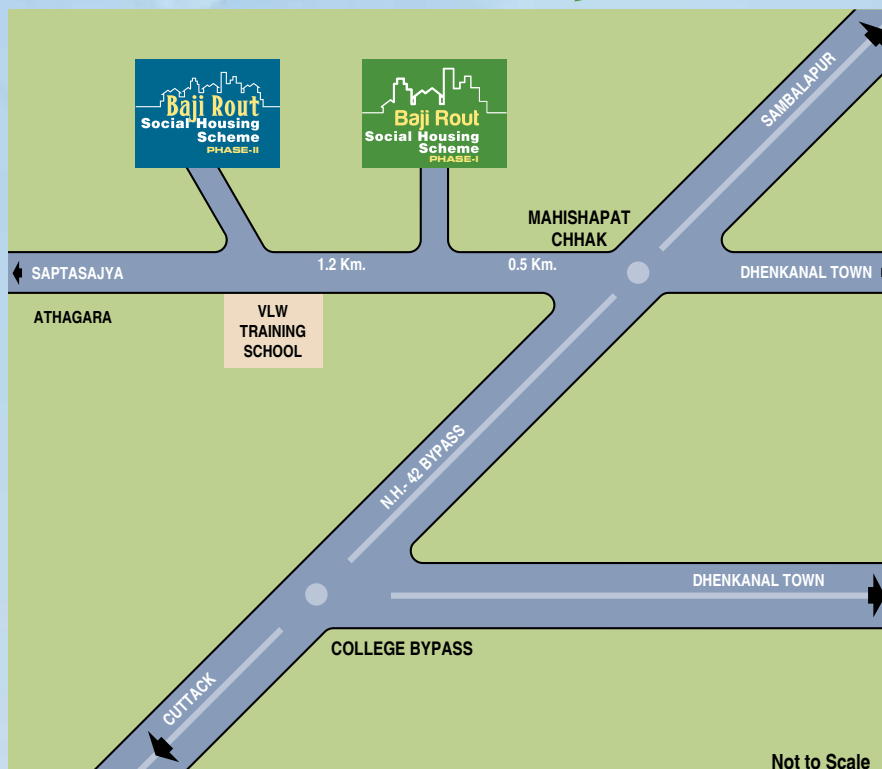 Baji Rout
Social Housing
Scheme
PHASE-II
Baji Rout
Social Housing
Scheme
PHASE-I
SAMBALAPUR
MAHISHAPAT
CHHAK
SAPTASAJYA
1.2 Km.
0.5 Km.
DHENKANAL TOWN
ATHAGARA
VLW
TRAINING
SCHOOL
N.H.- 42 BYPASS
DHENKANAL TOWN
COLLEGE BYPASS
CUTTACK
Not to Scale